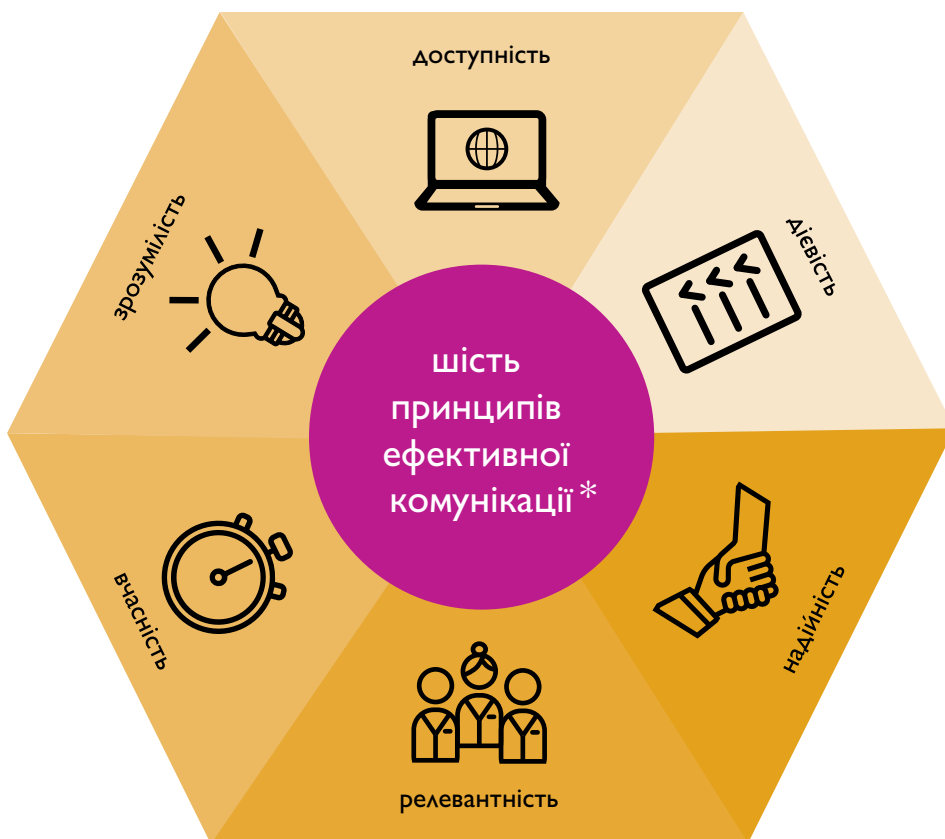 доступність
дієвість
надійність
релевантність
вчасність
зрозумілість
шість
принципів
ефективної
комунікації *